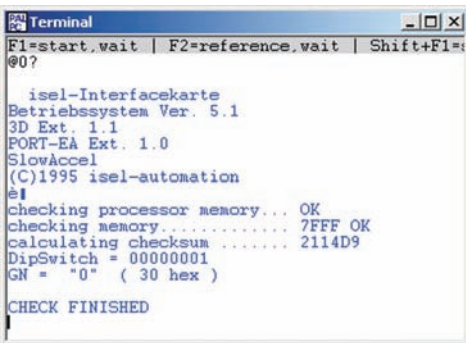 Terminal
F1=start,wait | F2=reference,wait | Shift+F1=
@0?
isel-Interfacekarte
Betriebssystem Ver. 5.1
3D Ext. 1.1
PORT-EA Ext. 1.0
SlowAccel
(C)1995 isel-automation
è
checking processor memory... OK
checking memory............. 7FFF OK
calculating checksum ....... 2114D9
DipSwitch = 00000001
GN = "0" ( 30 hex )
CHECK FINISHED